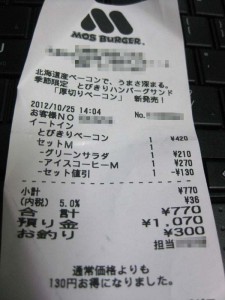 MOS BURGER
北海道産ベーコンで、うまさ深まる。
季節限定 とびきりハンバーグサンド
「厚切りベーコン」 新発売!
2012/10/25 14:04
お客様NO No.
イートイン
とびきりベーコン 1 ¥420
セットM 1
-グリーンサラダ 1 ¥210
-アイスコーヒーM 1 ¥270
-セット値引 1 -¥130
小計 ¥770
(内税) 5.0% ¥36
合計 ¥770
預り金 ¥1,070
お釣り ¥300
担当
通常価格よりも
130円お得になりました。